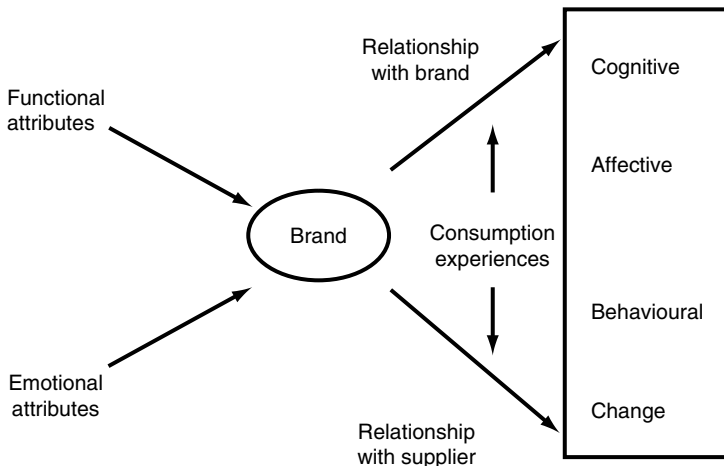 Relationship
with brand
Cognitive
Functional
attributes
Affective
Brand
Consumption
experiences
Behavioural
Emotional
attributes
Change
Relationship
with supplier